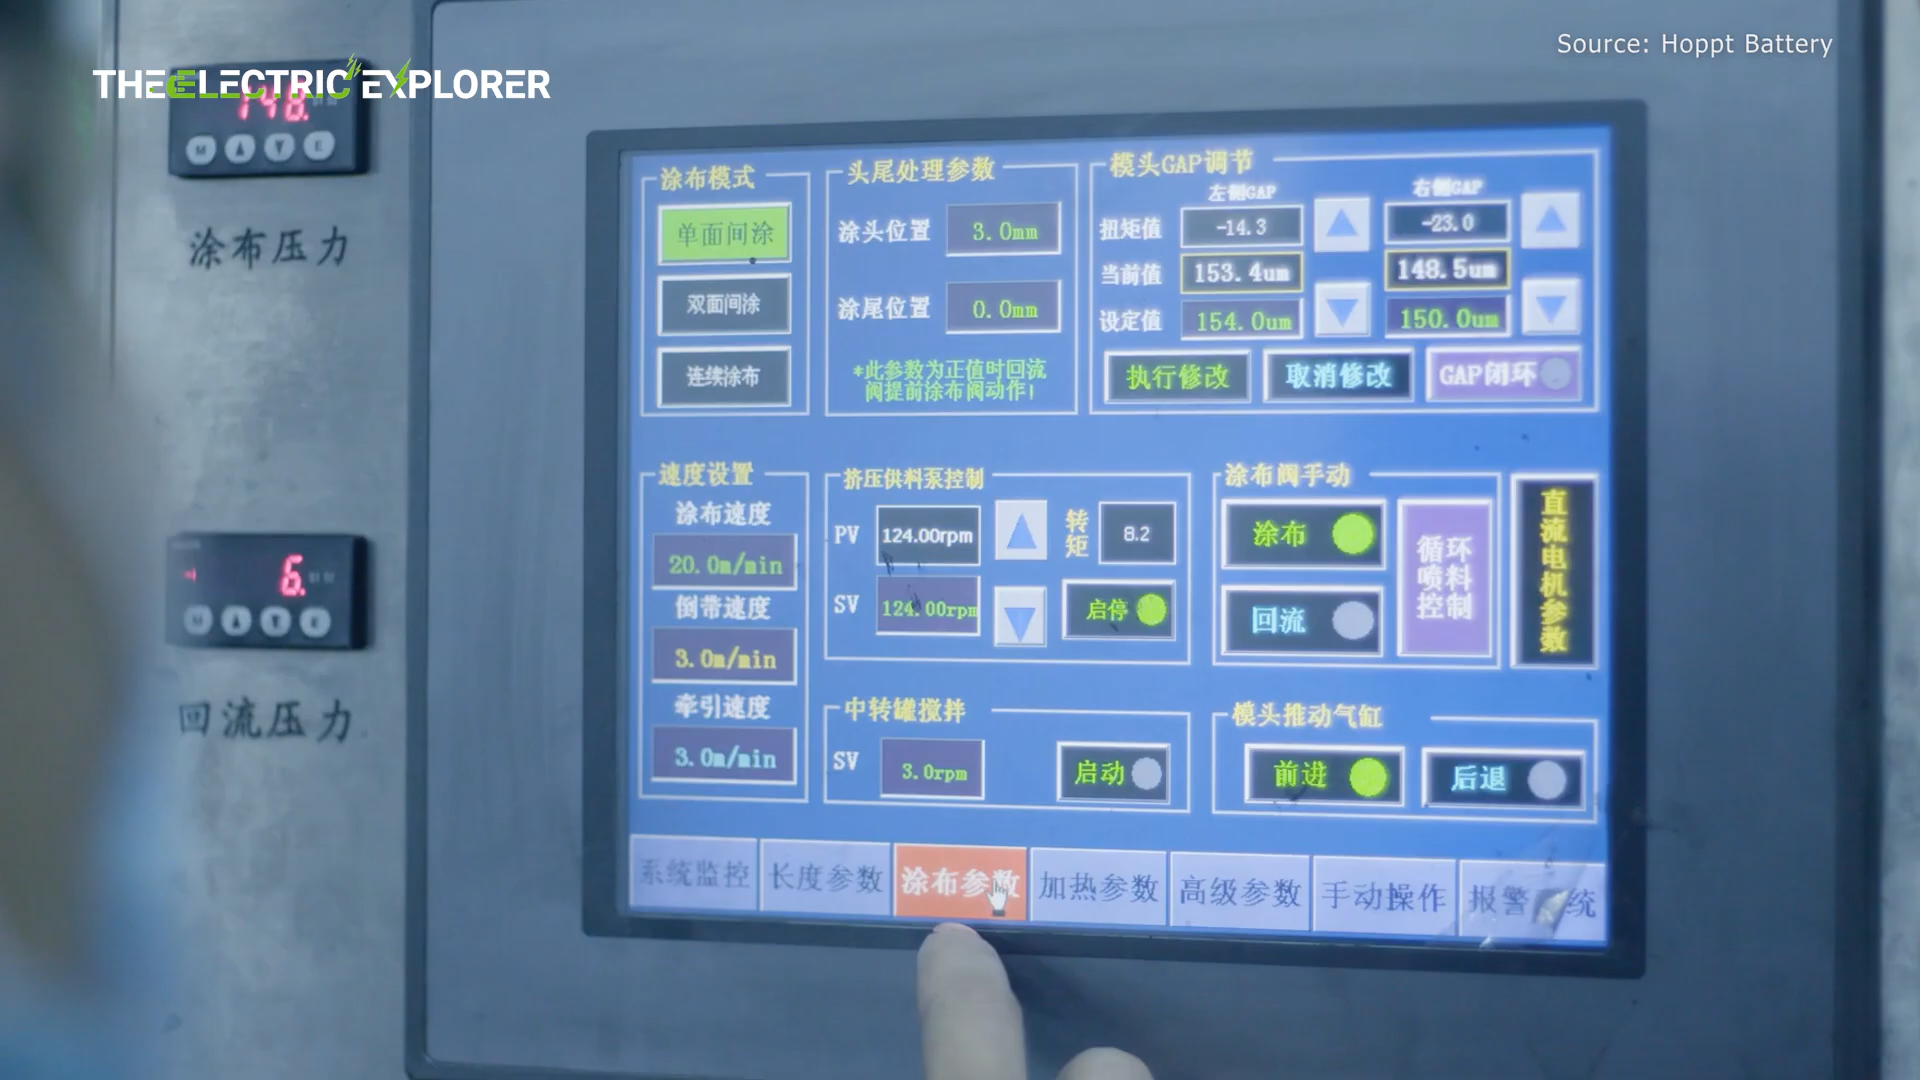 Source: Hoppt Battery
THE ELECTRIC EXPLORER
148.
M
E
涂布压力
6.
M
E
回流压力
涂布模式
单面间涂
双面间涂
连续涂布
头尾处理参数
涂头位置 3.0mm
涂尾位置 0.0mm
*此参数为正值时回流
阀提前涂布阀动作!
模头GAP调节
左侧GAP 右侧GAP
扭矩值 -14.3 -23.0
当前值 153.4um 148.5um
设定值 154.0um 150.0um
执行修改 取消修改 GAP闭环
速度设置
涂布速度
20.0m/min
倒带速度
3.0m/min
牵引速度
3.0m/min
挤压供料泵控制
PV 124.00rpm 转矩 8.2
SV 124.00rpm 启停
涂布阀手动
涂布
回流
循环
喷料
控制
直流电机参数
中转罐搅拌
SV 3.0rpm 启动
模头推动气缸
前进 后退
系统监控 长度参数 涂布参数 加热参数 高级参数 手动操作 报警 统